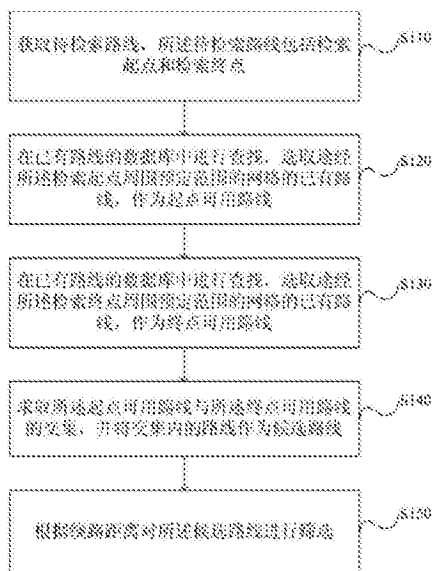 获取待检索路线，所述待检索路线包括检索
起点和检索终点
S110
在已有路线的数据库中进行查找，选取途经
所述检索起点周围预定范围的网格的已有路
线，作为起点可用路线
S120
在已有路线的数据库中进行查找，选取途经
所述检索终点周围预定范围的网格的已有路
线，作为终点可用路线
S130
求取所述起点可用路线与所述终点可用路线
的交集，并将交集内的路线作为候选路线
S140
根据绕路距离对所述候选路线进行筛选
S150